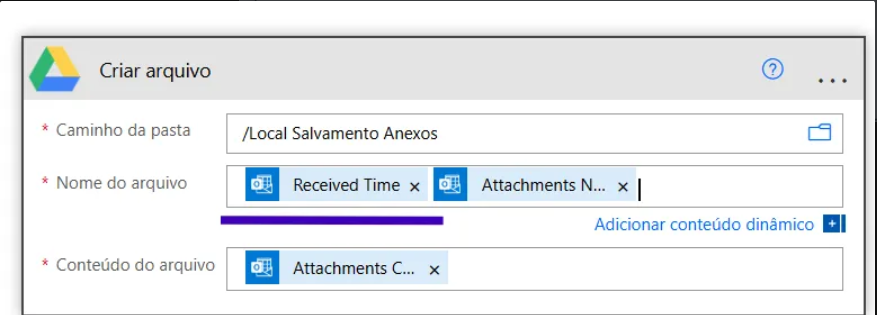 Criar arquivo
* Caminho da pasta /Local Salvamento Anexos
* Nome do arquivo Received Time × Attachments N... ×
Adicionar conteúdo dinâmico
* Conteúdo do arquivo Attachments C... ×